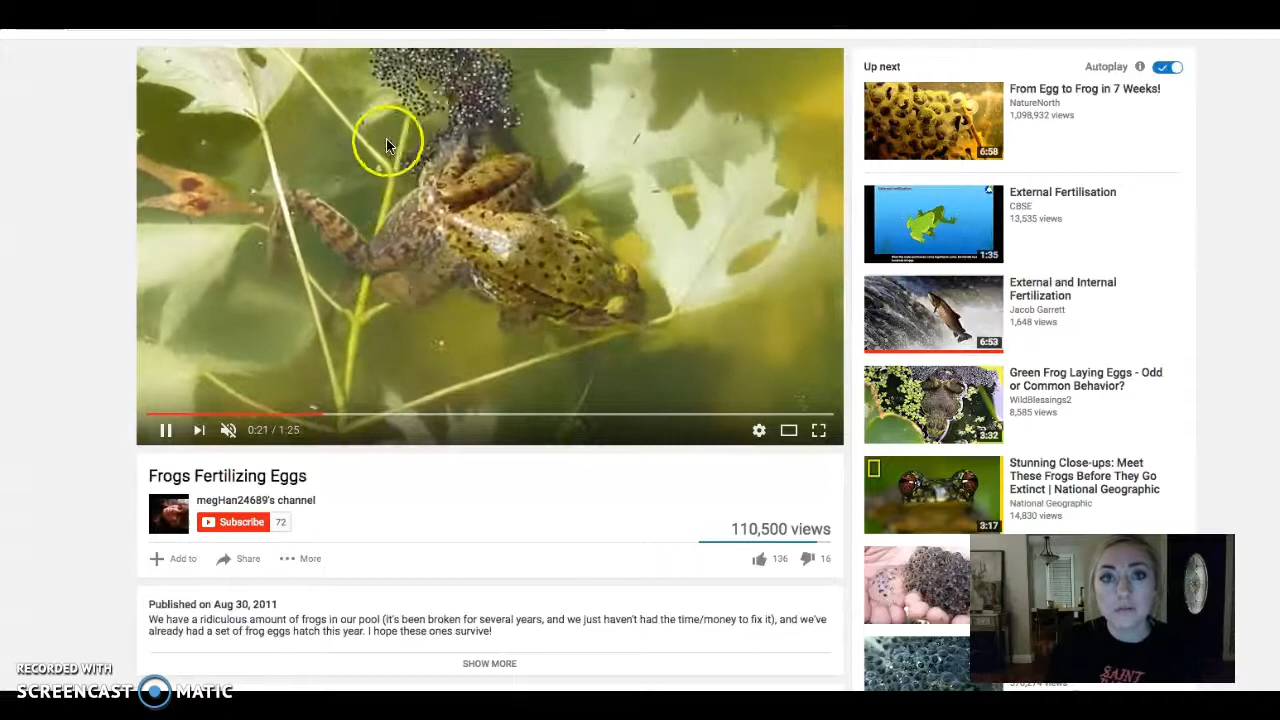 Up next
Autoplay
From Egg to Frog in 7 Weeks!
NatureNorth
1,098,932 views
6:58
External Fertilisation
CBSE
13,535 views
1:35
External and Internal
Fertilization
Jacob Garrett
1,648 views
6:53
Green Frog Laying Eggs - Odd
or Common Behavior?
WildBlessings2
8,585 views
3:32
Stunning Close-ups: Meet
These Frogs Before They Go
Extinct | National Geographic
National Geographic
14,830 views
3:17
0:21 / 1:25
Frogs Fertilizing Eggs
megHan24689's channel
Subscribe 72
110,500 views
Add to Share More 136 16
Published on Aug 30, 2011
We have a ridiculous amount of frogs in our pool (it's been broken for several years, and we just haven't had the time/money to fix it), and we've
already had a set of frog eggs hatch this year. I hope these ones survive!
SHOW MORE
SAINT
RECORDED WITH
SCREENCAST MATIC